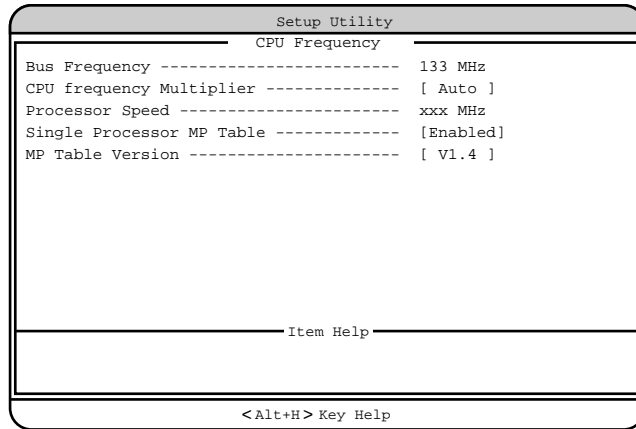 Setup Utility
CPU Frequency
Bus Frequency ------------------------- 133 MHz
CPU frequency Multiplier -------------- [ Auto ]
Processor Speed ----------------------- xxx MHz
Single Processor MP Table ------------- [Enabled]
MP Table Version ---------------------- [ V1.4 ]
Item Help
<Alt+H> Key Help